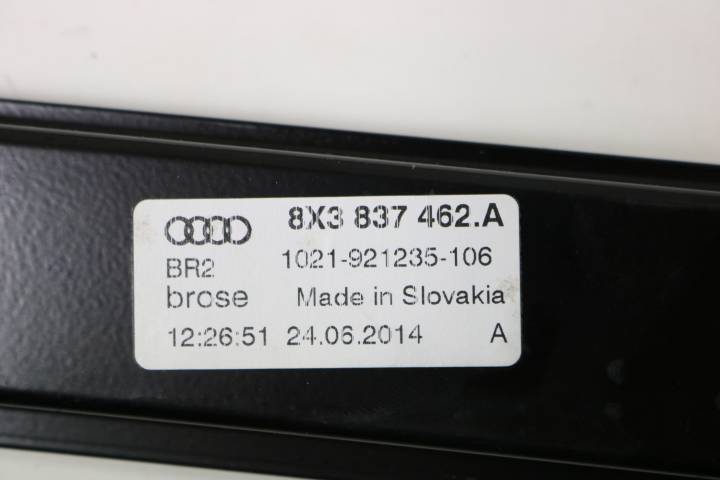 8X3 837 462.A
BR2 1021-921235-106
brose Made in Slovakia
12:26:51 24.06.2014 A